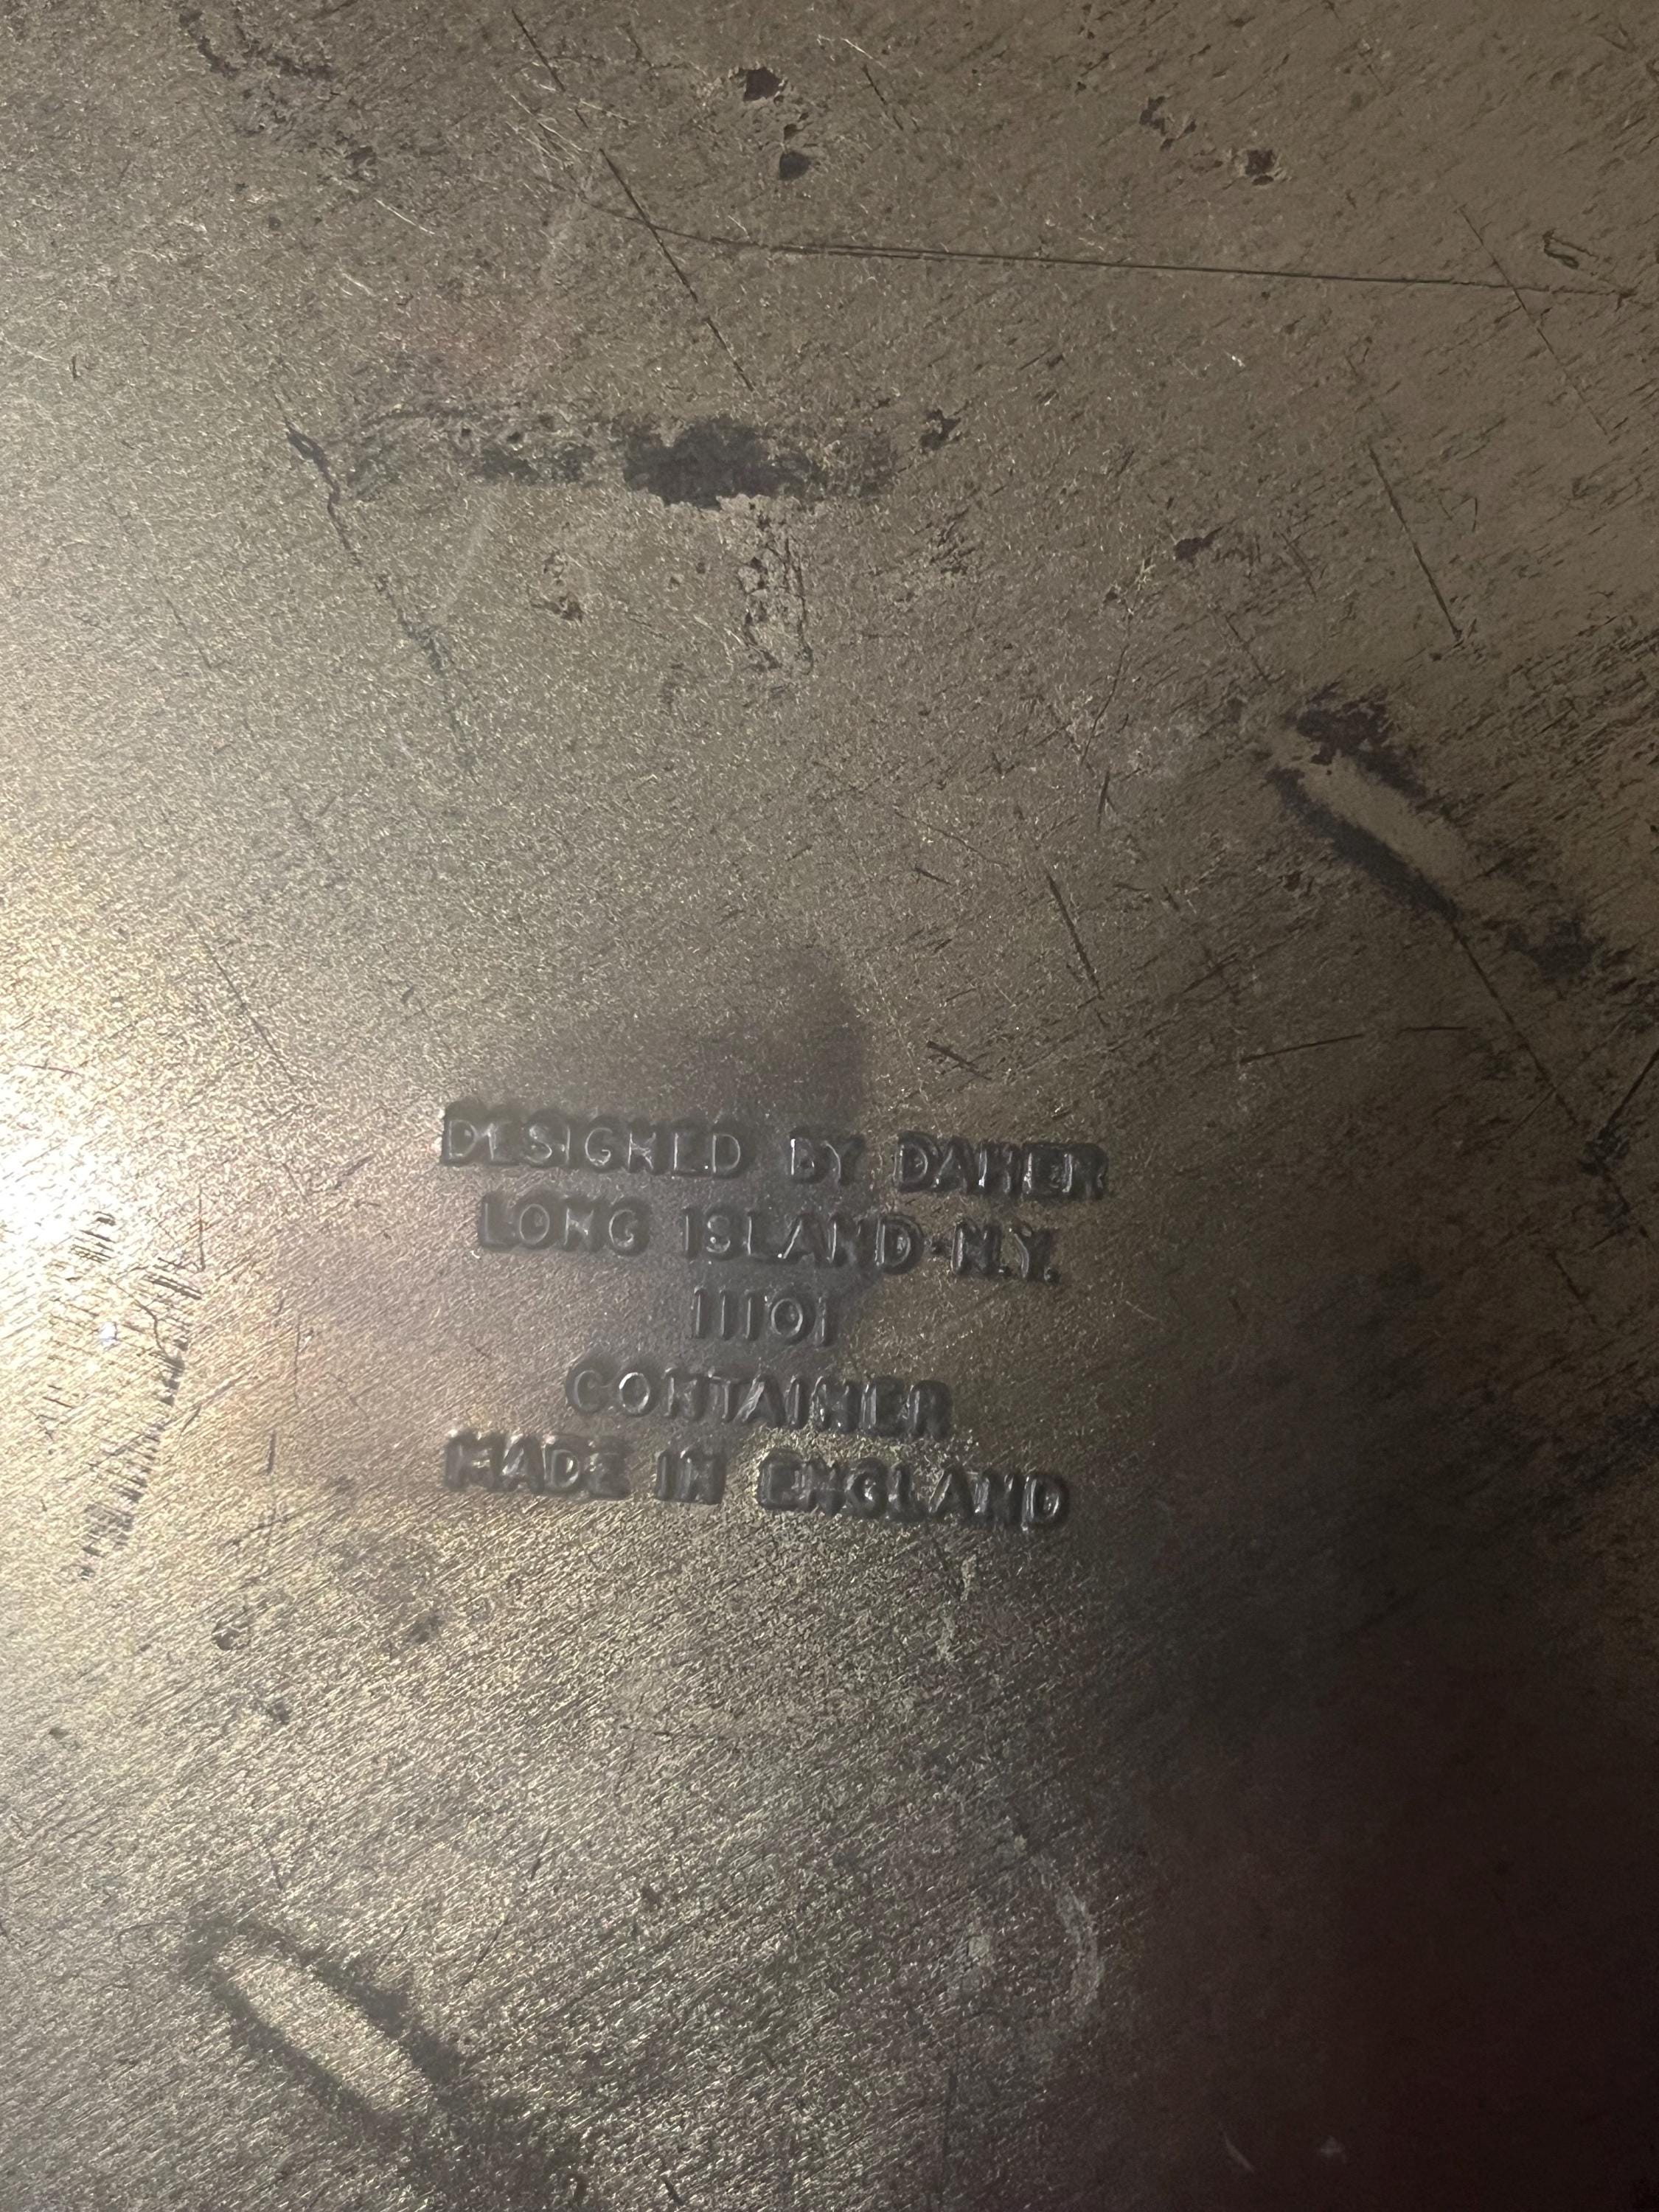 DESIGNED BY DAHER
LONG ISLAND·N.Y.
11101
CONTAINER
MADE IN ENGLAND